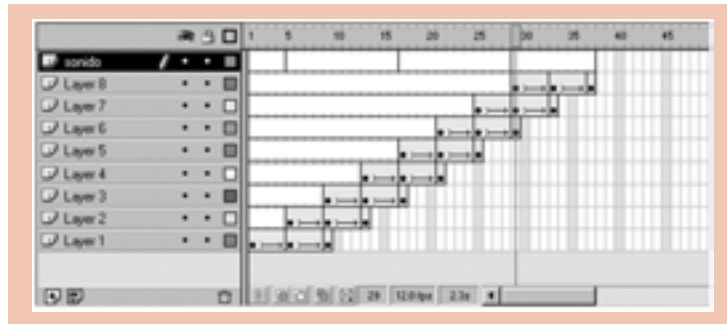 1 5 10 15 20 25 30 35 40 45
sonido
Layer 8
Layer 7
Layer 6
Layer 5
Layer 4
Layer 3
Layer 2
Layer 1
29 12.0 fps 2.3s